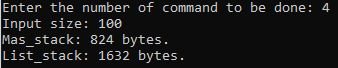 Enter the number of command to be done: 4
Input size: 100
Mas_stack: 824 bytes.
List_stack: 1632 bytes.